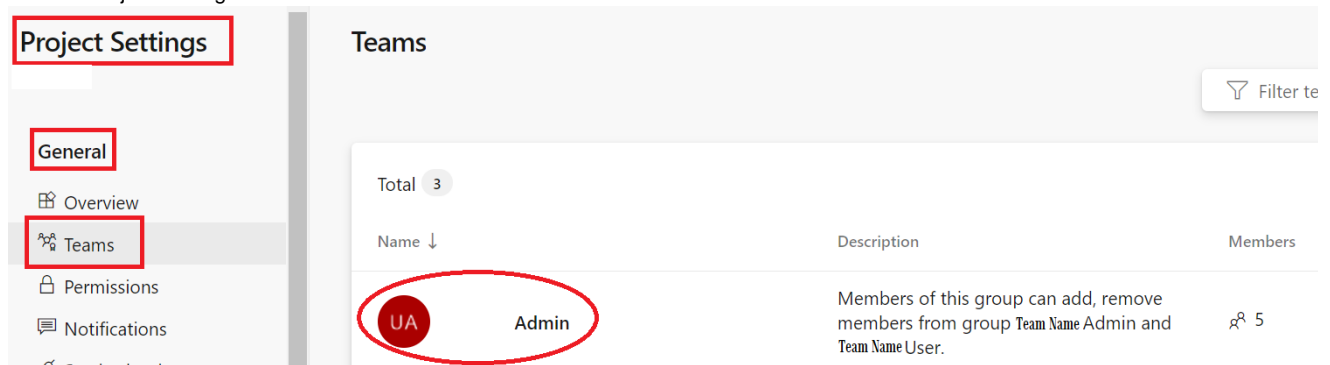 Project Settings
Teams
Filter te
General
Total 3
Overview
Teams
Name ↓ Description Members
Permissions
UA Admin
Members of this group can add, remove
members from group Team Name Admin and
Team Name User.
5
Notifications